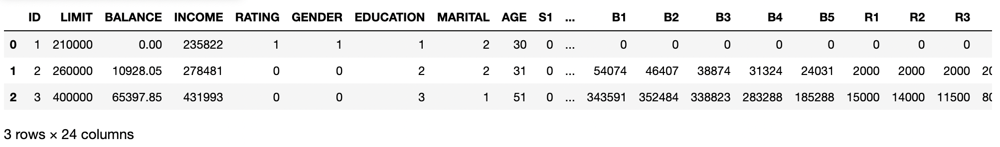 ID LIMIT BALANCE INCOME RATING GENDER EDUCATION MARITAL AGE S1 ... B1 B2 B3 B4 B5 R1 R2 R3
0 1 210000 0.00 235822 1 1 1 2 30 0 ... 0 0 0 0 0 0 0 0
1 2 260000 10928.05 278481 0 0 2 2 31 0 ... 54074 46407 38874 31324 24031 2000 2000 2000
2 3 400000 65397.85 431993 0 0 3 1 51 0 ... 343591 352484 338823 283288 185288 15000 14000 11500
3 rows × 24 columns